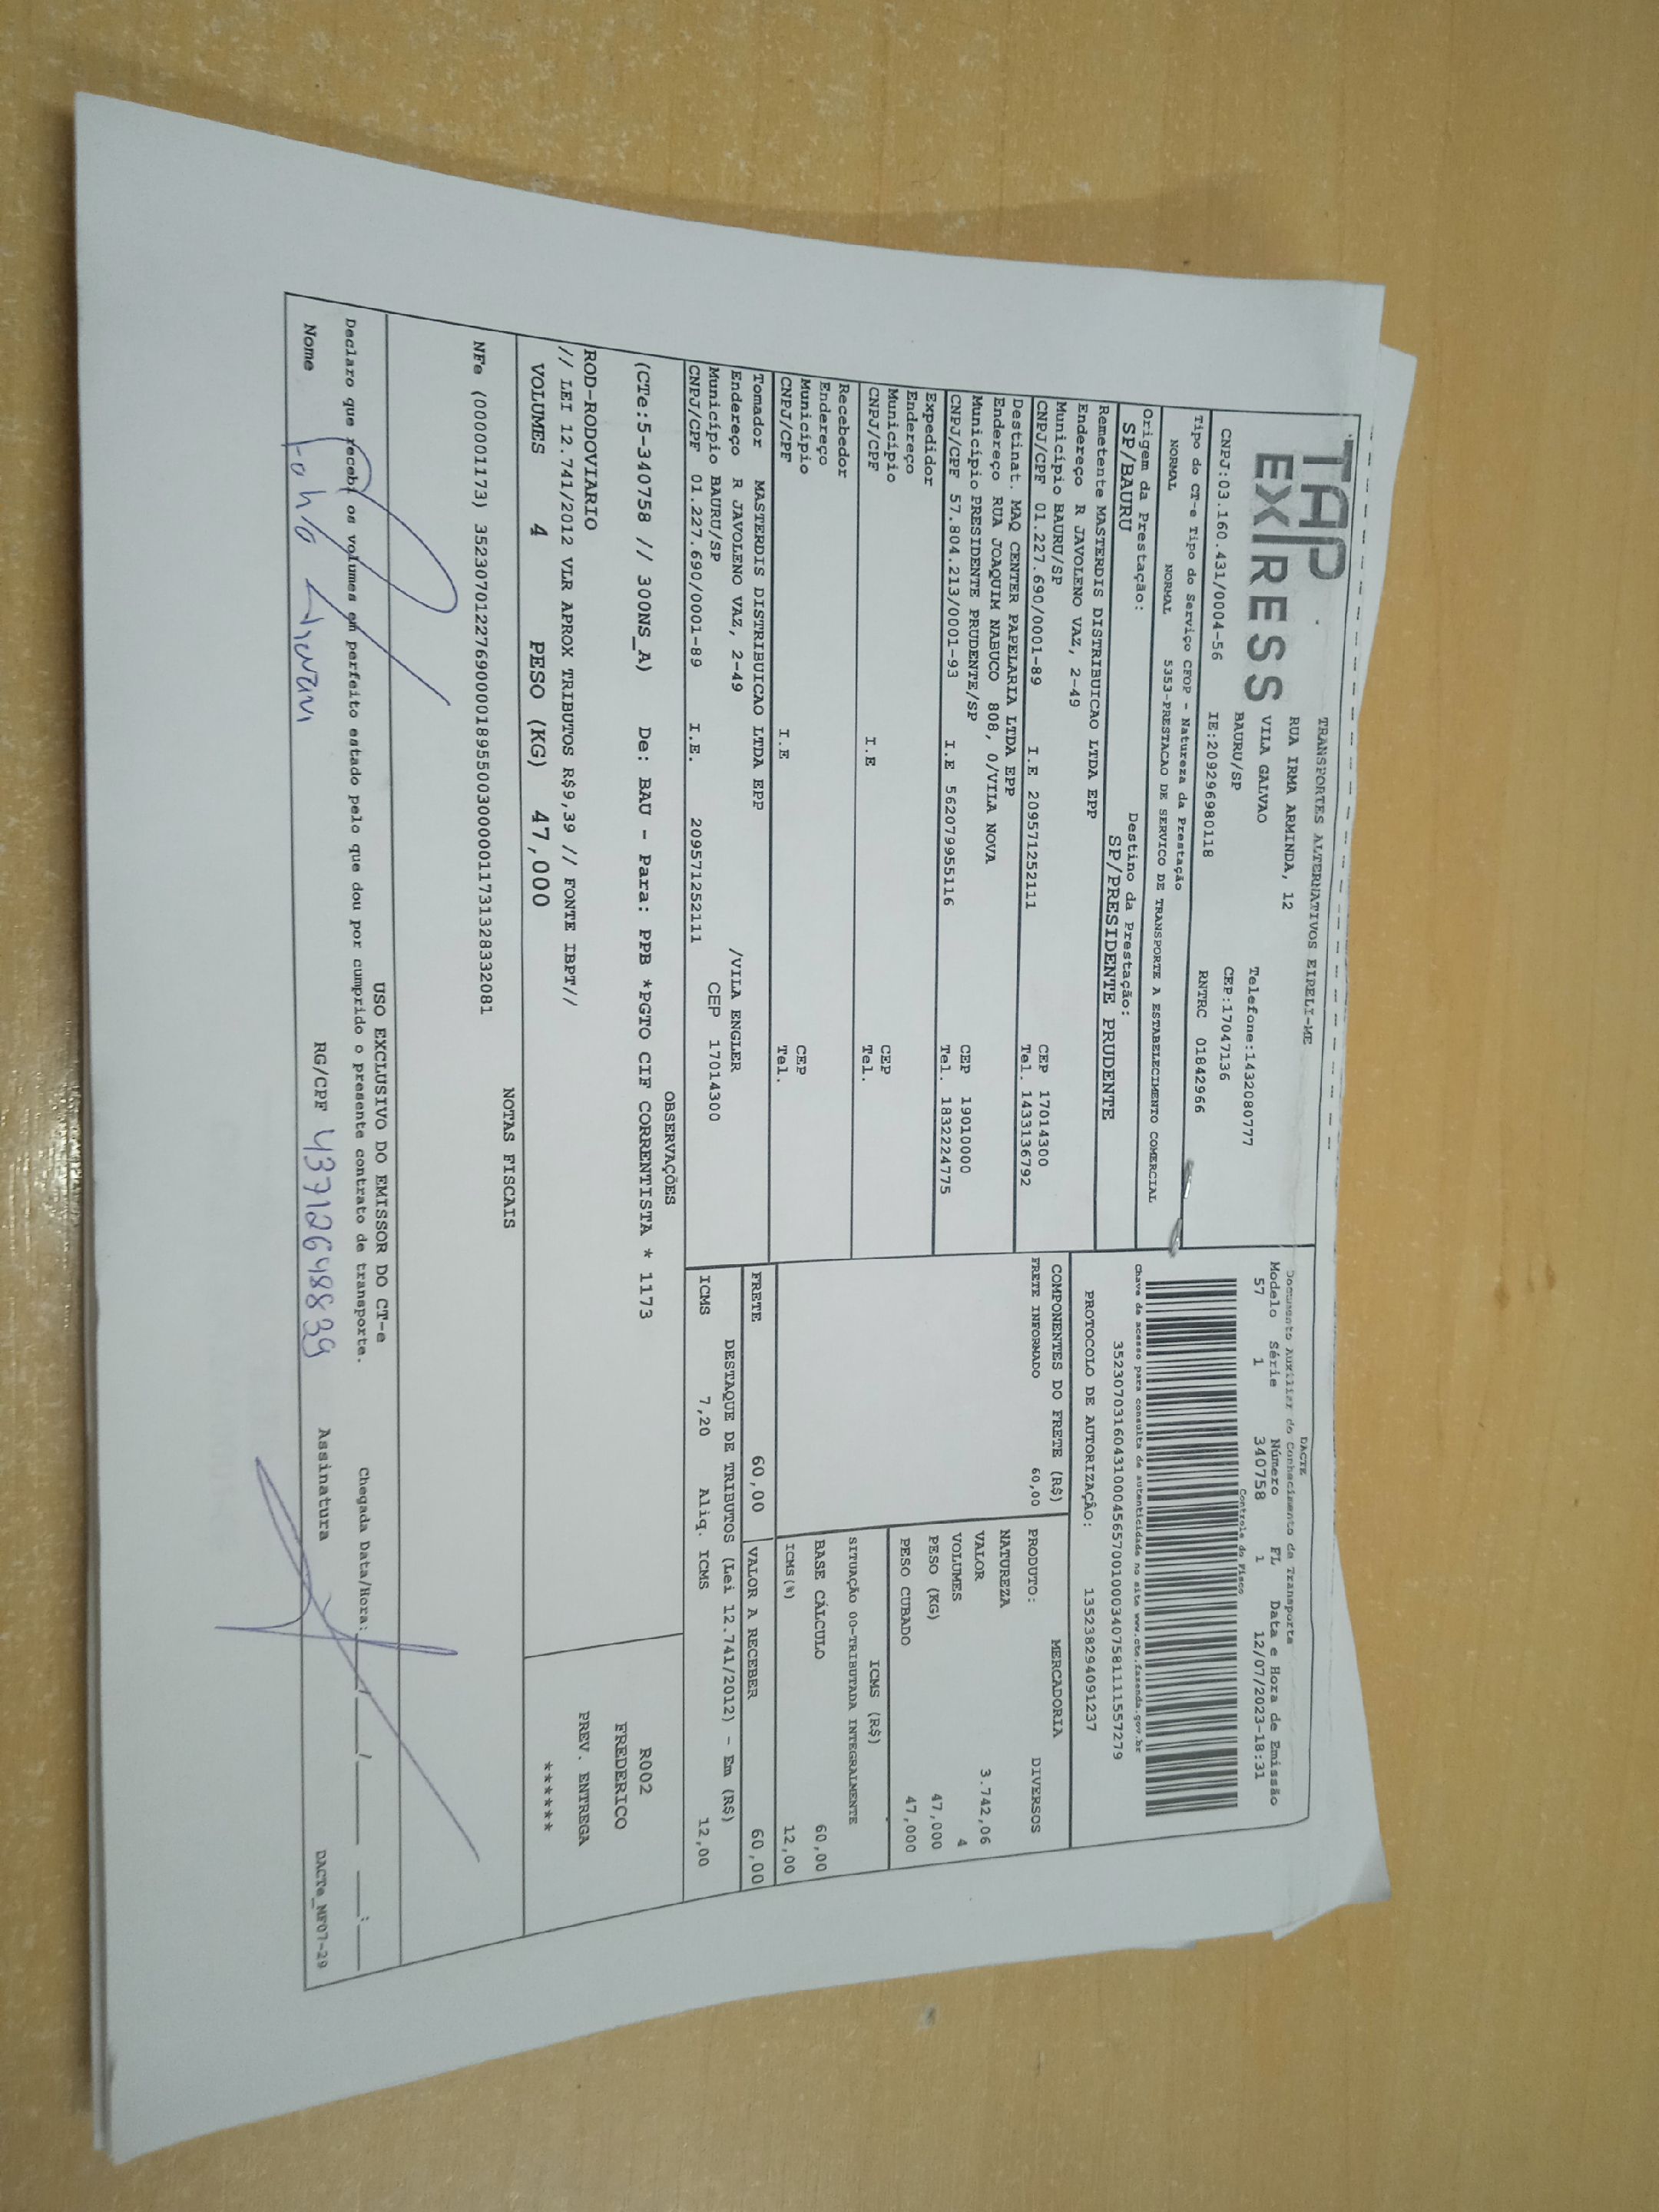 TAP
EXPRESS
TRANSPORTES ALTERNATIVOS EIRELI-ME
RUA IRMA ARMINDA, 12
VILA GALVAO
BAURU/SP
Telefone:1432080777
CEP:17047136
CNPJ:03.160.431/0004-56 IE:209296980118 RNTRC 01842966
Tipo do CT-e Tipo do Serviço CFOP - Natureza da Prestação
NORMAL NORMAL 5353-PRESTACAO DE SERVICO DE TRANSPORTE A ESTABELECIMENTO COMERCIAL
Origem da Prestação: Destino da Prestação:
SP/BAURU SP/PRESIDENTE PRUDENTE
DACTE
Documento Auxiliar do Conhecimento de Transporte
Modelo Série Número FL Data e Hora de Emissão
57 1 340758 1 12/07/2023-18:31
Controle do Fisco
Chave de acesso para consulta de autenticidade no site www.cte.fazenda.gov.br
35230703160431000456570010003407581111557279
PROTOCOLO DE AUTORIZAÇÃO: 135238294091237
Remetente MASTERDIS DISTRIBUICAO LTDA EPP
Endereço R JAVOLENO VAZ, 2-49
Município BAURU/SP CEP 17014300
CNPJ/CPF 01.227.690/0001-89 I.E 209571252111 Tel. 1433136792
Destinat. MAQ CENTER PAPELARIA LTDA EPP
Endereço RUA JOAQUIM NABUCO 808, 0/VILA NOVA
Município PRESIDENTE PRUDENTE/SP CEP 19010000
CNPJ/CPF 57.804.213/0001-93 I.E 562079955116 Tel. 1832224775
Expedidor
Endereço
Município CEP
CNPJ/CPF I.E Tel.
Recebedor
Endereço
Município CEP
CNPJ/CPF I.E Tel.
Tomador MASTERDIS DISTRIBUICAO LTDA EPP
Endereço R JAVOLENO VAZ, 2-49 /VILA ENGLER
Município BAURU/SP CEP 17014300
CNPJ/CPF 01.227.690/0001-89 I.E. 209571252111
COMPONENTES DO FRETE (R$)
FRETE INFORMADO 60,00
MERCADORIA
PRODUTO: DIVERSOS
NATUREZA
VALOR 3.742,06
VOLUMES 4
PESO (KG) 47,000
PESO CUBADO 47,000
ICMS (R$)
SITUAÇÃO 00-TRIBUTADA INTEGRALMENTE
BASE CÁLCULO 60,00
ICMS(%) 12,00
FRETE 60,00 VALOR A RECEBER 60,00
DESTAQUE DE TRIBUTOS (Lei 12.741/2012) - Em (R$)
ICMS 7,20 Aliq. ICMS 12,00
OBSERVAÇÕES
(CTe:5-340758 // 300NS_A) De: BAU - Para: PPB *PGTO CIF CORRENTISTA * 1173
ROD-RODOVIARIO
// LEI 12.741/2012 VLR APROX TRIBUTOS R$9,39 // FONTE IBPT//
VOLUMES 4 PESO (KG) 47,000
R002
FREDERICO
PREV. ENTREGA
******
NOTAS FISCAIS
NFe (000001173) 35230701227690000189550030000011731328332081
USO EXCLUSIVO DO EMISSOR DO CT-e
Declaro que recebi os volumes em perfeito estado pelo que dou por cumprido o presente contrato de transporte. Chegada Data/Hora: __/__/____ __:__
Nome RG/CPF 43712648839 Assinatura
DACTe_MF07-29